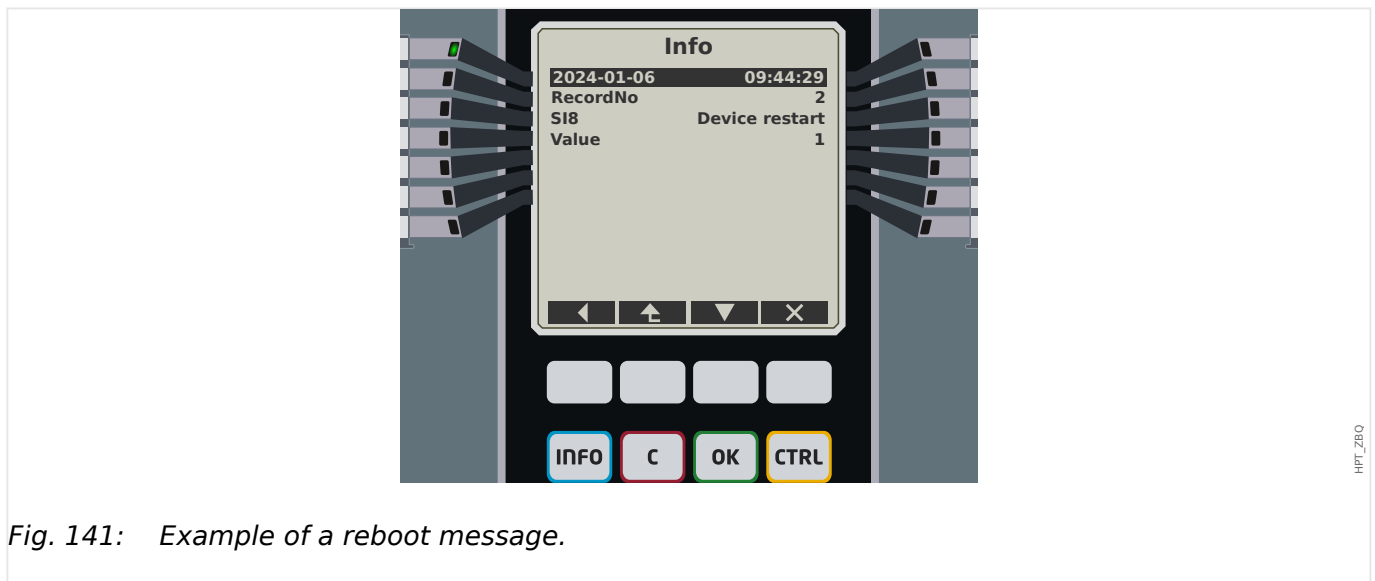 Info
2024-01-06 09:44:29
RecordNo 2
SI8 Device restart
Value 1
INFO C OK CTRL
HPT_ZBQ
Fig. 141: Example of a reboot message.